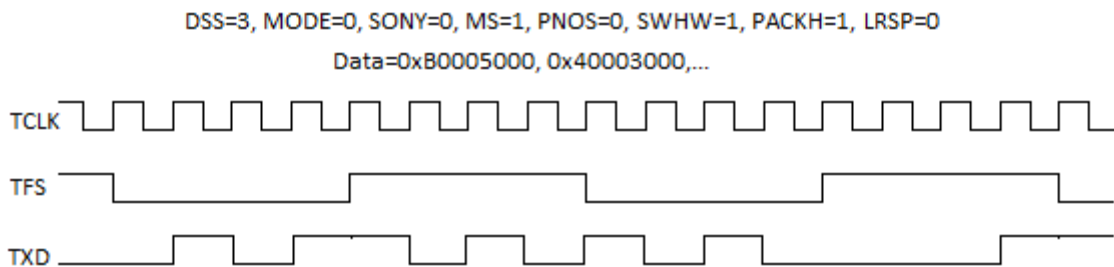 DSS=3, MODE=0, SONY=0, MS=1, PNOS=0, SWHW=1, PACKH=1, LRSP=0
Data=0xB0005000, 0x40003000,...
TCLK
TFS
TXD